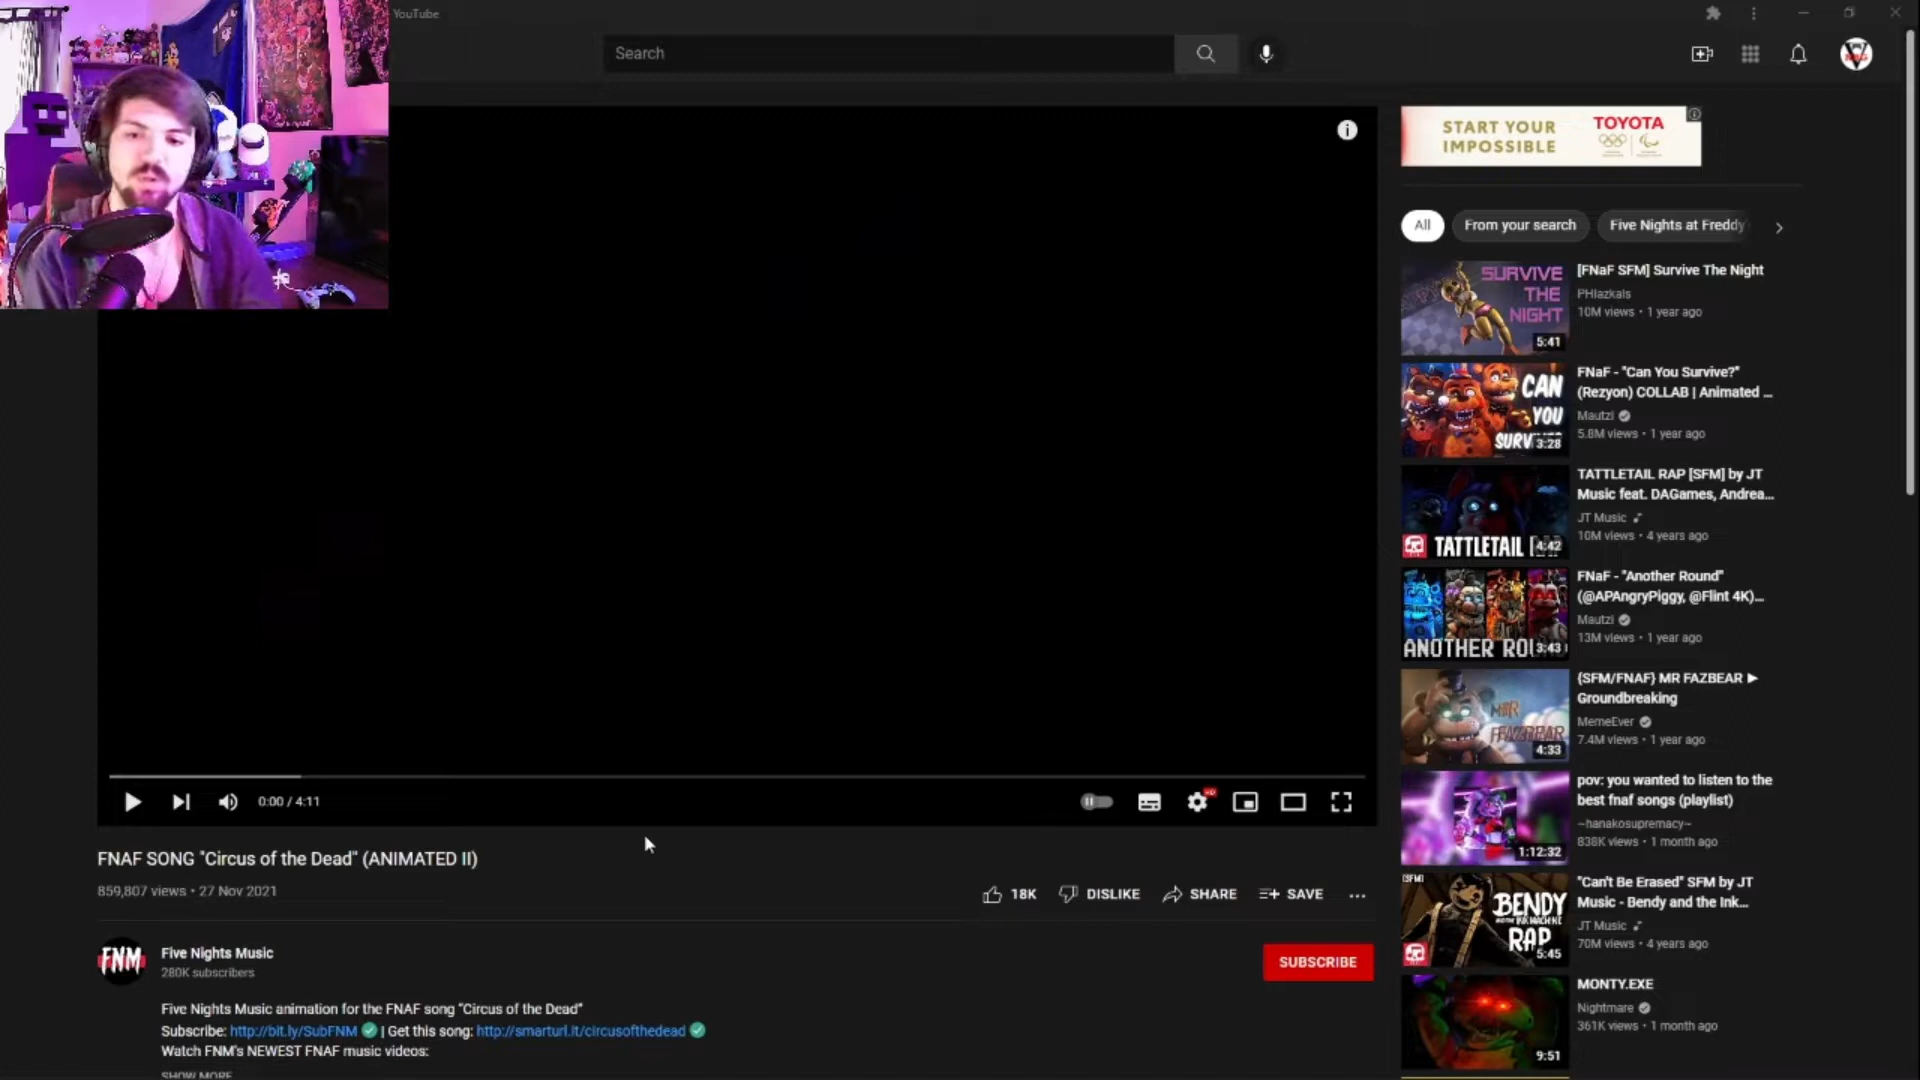 YouTube
Search
START YOUR
IMPOSSIBLE
TOYOTA
All
From your search
Five Nights at Freddy
SURVIVE
THE
NIGHT
5:41
[FNaF SFM] Survive The Night
PHlazkals
10M views • 1 year ago
CAN
YOU
SURV
3:28
FNaF - "Can You Survive?"
(Rezyon) COLLAB | Animated ...
Mautzi
5.8M views • 1 year ago
TATTLETAIL
4:42
TATTLETAIL RAP [SFM] by JT
Music feat. DAGames, Andrea...
JT Music
10M views • 4 years ago
ANOTHER ROU
3:43
FNaF - "Another Round"
(@APAngryPiggy, @Flint 4K)...
Mautzi
13M views • 1 year ago
MR
FAZBEAR
4:33
{SFM/FNAF} MR FAZBEAR ►
Groundbreaking
MemeEver
7.4M views • 1 year ago
1:12:32
pov: you wanted to listen to the
best fnaf songs (playlist)
~hanakosupremacy~
838K views • 1 month ago
[SFM]
BENDY
RAP
5:45
"Can't Be Erased" SFM by JT
Music - Bendy and the Ink...
JT Music
70M views • 4 years ago
9:51
MONTY.EXE
Nightmare
361K views • 1 month ago
0:00 / 4:11
HD
FNAF SONG "Circus of the Dead" (ANIMATED II)
859,807 views • 27 Nov 2021
18K
DISLIKE
SHARE
SAVE
FNM
Five Nights Music
280K subscribers
SUBSCRIBE
Five Nights Music animation for the FNAF song "Circus of the Dead"
Subscribe: http://bit.ly/SubFNM | Get this song: http://smarturl.it/circusofthedead
Watch FNM's NEWEST FNAF music videos:
SHOW MORE